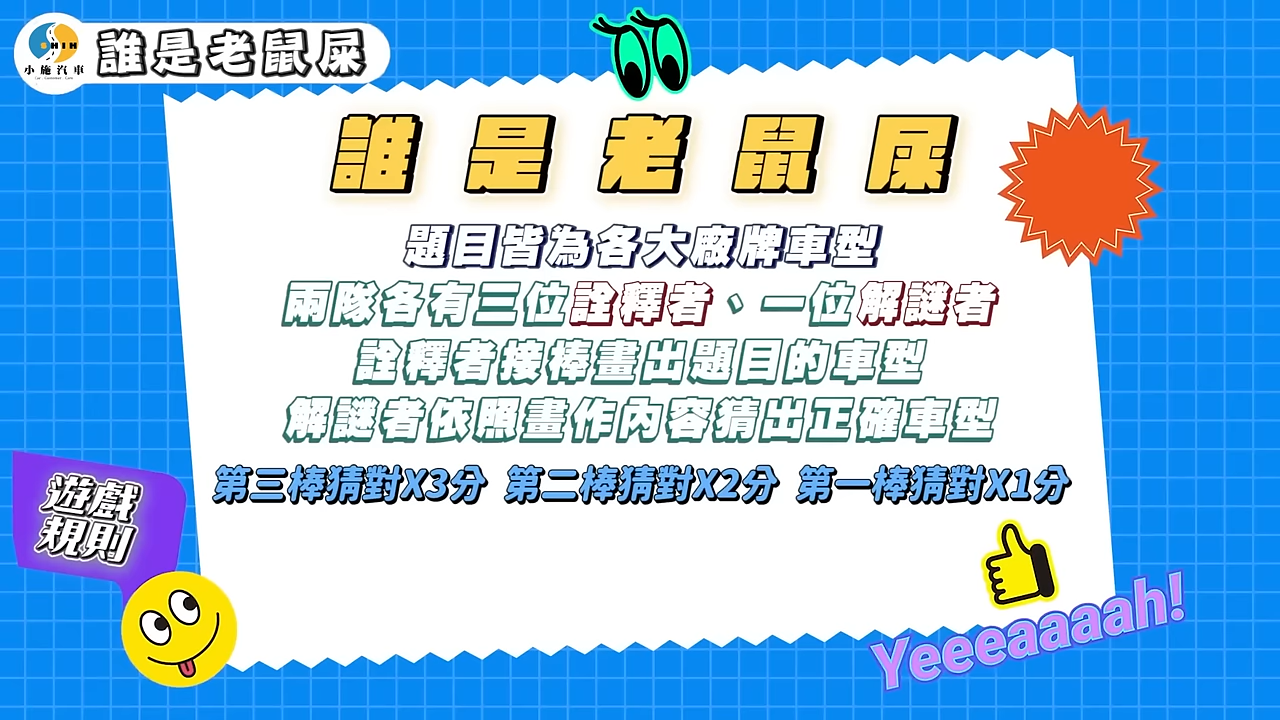 SHIH
小施汽車
Car · Customer · Care
誰是老鼠屎
誰是老鼠屎
題目皆為各大廠牌車型
兩隊各有三位詮釋者、一位解謎者
詮釋者接棒畫出題目的車型
解謎者依照畫作內容猜出正確車型
第三棒猜對X3分 第二棒猜對X2分 第一棒猜對X1分
遊戲
規則
Yeeeaaaaah!